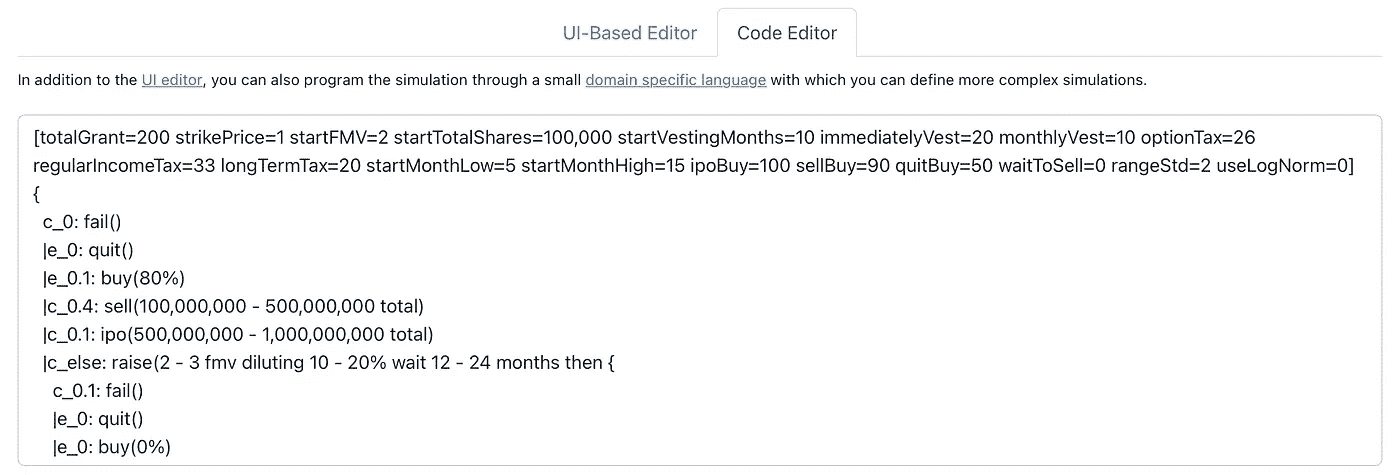 UI-Based Editor
Code Editor
In addition to the UI editor, you can also program the simulation through a small domain specific language with which you can define more complex simulations.
[totalGrant=200 strikePrice=1 startFMV=2 startTotalShares=100,000 startVestingMonths=10 immediatelyVest=20 monthlyVest=10 optionTax=26
regularIncomeTax=33 longTermTax=20 startMonthLow=5 startMonthHigh=15 ipoBuy=100 sellBuy=90 quitBuy=50 waitToSell=0 rangeStd=2 useLogNorm=0]
{
c_0: fail()
|e_0: quit()
|e_0.1: buy(80%)
|c_0.4: sell(100,000,000 - 500,000,000 total)
|c_0.1: ipo(500,000,000 - 1,000,000,000 total)
|c_else: raise(2 - 3 fmv diluting 10 - 20% wait 12 - 24 months then {
c_0.1: fail()
|e_0: quit()
|e_0: buy(0%)